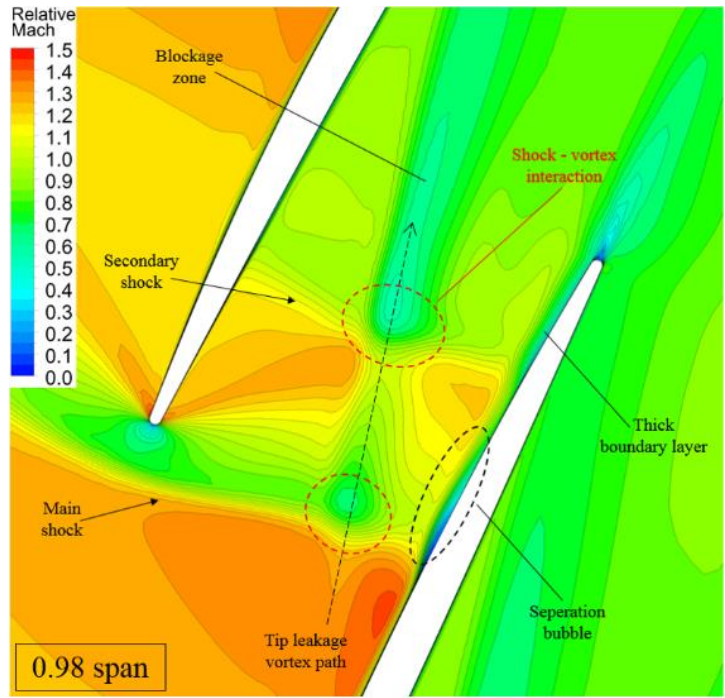 Relative
Mach
1.5
1.4
1.3
1.2
1.1
1.0
0.9
0.8
0.7
0.6
0.5
0.4
0.3
0.2
0.1
0.0
Blockage
zone
Shock - vortex
interaction
Secondary
shock
Thick
boundary layer
Main
shock
Tip leakage
vortex path
Seperation
bubble
0.98 span